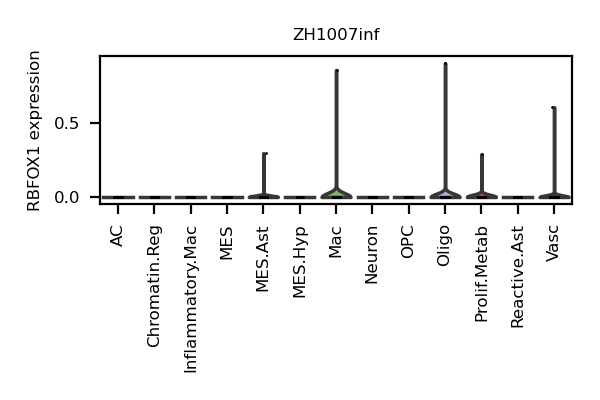 ZH1007inf
RBFOX1 expression
0.5
0.0
AC
Chromatin.Reg
Inflammatory.Mac
MES
MES.Ast
MES.Hyp
Mac
Neuron
OPC
Oligo
Prolif.Metab
Reactive.Ast
Vasc